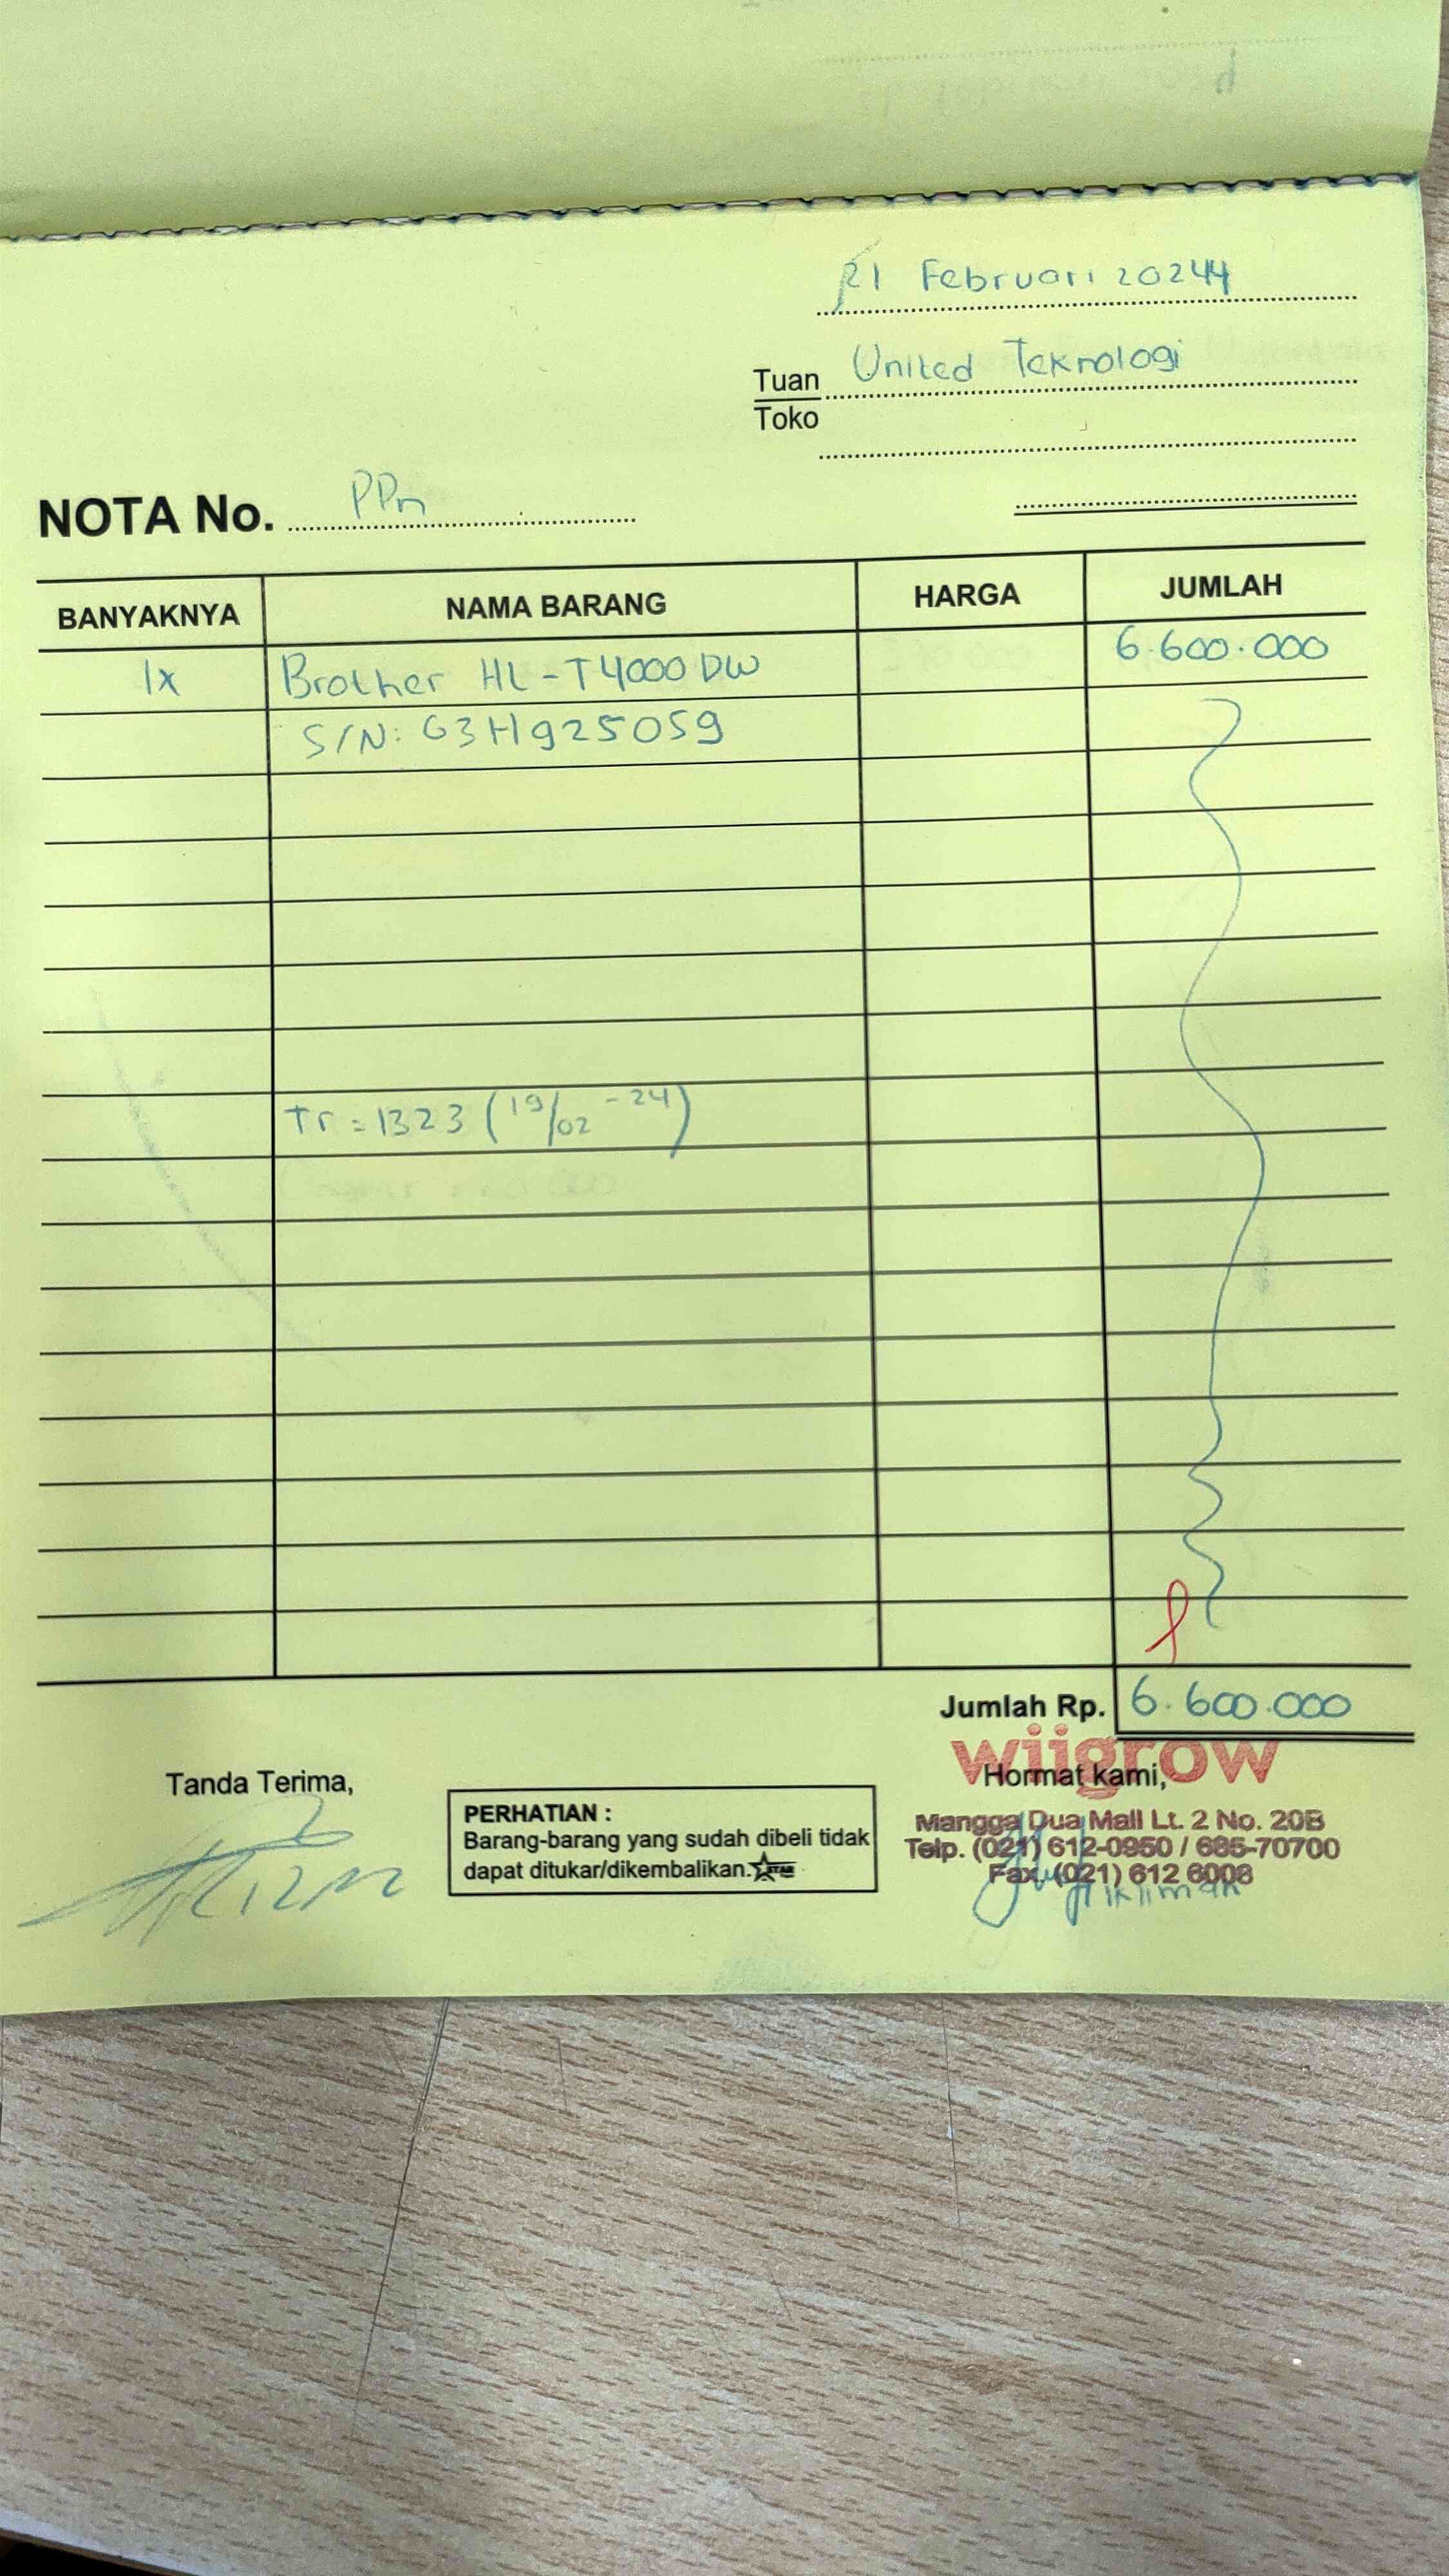 21 Februari 20244
Tuan United Teknologi
Toko
NOTA No. PPn
BANYAKNYA NAMA BARANG HARGA JUMLAH
1x Brother HL-T4000DW 6.600.000
S/N: G3H925059
Tr = 1323 (19/02 - 24)
Jumlah Rp. 6.600.000
wiigrow
Tanda Terima, Hormat kami,
PERHATIAN :
Barang-barang yang sudah dibeli tidak
dapat ditukar/dikembalikan. STAR
Mangga Dua Mall Lt. 2 No. 20B
Telp. (021) 612-0950 / 685-70700
Fax. (021) 612 6008